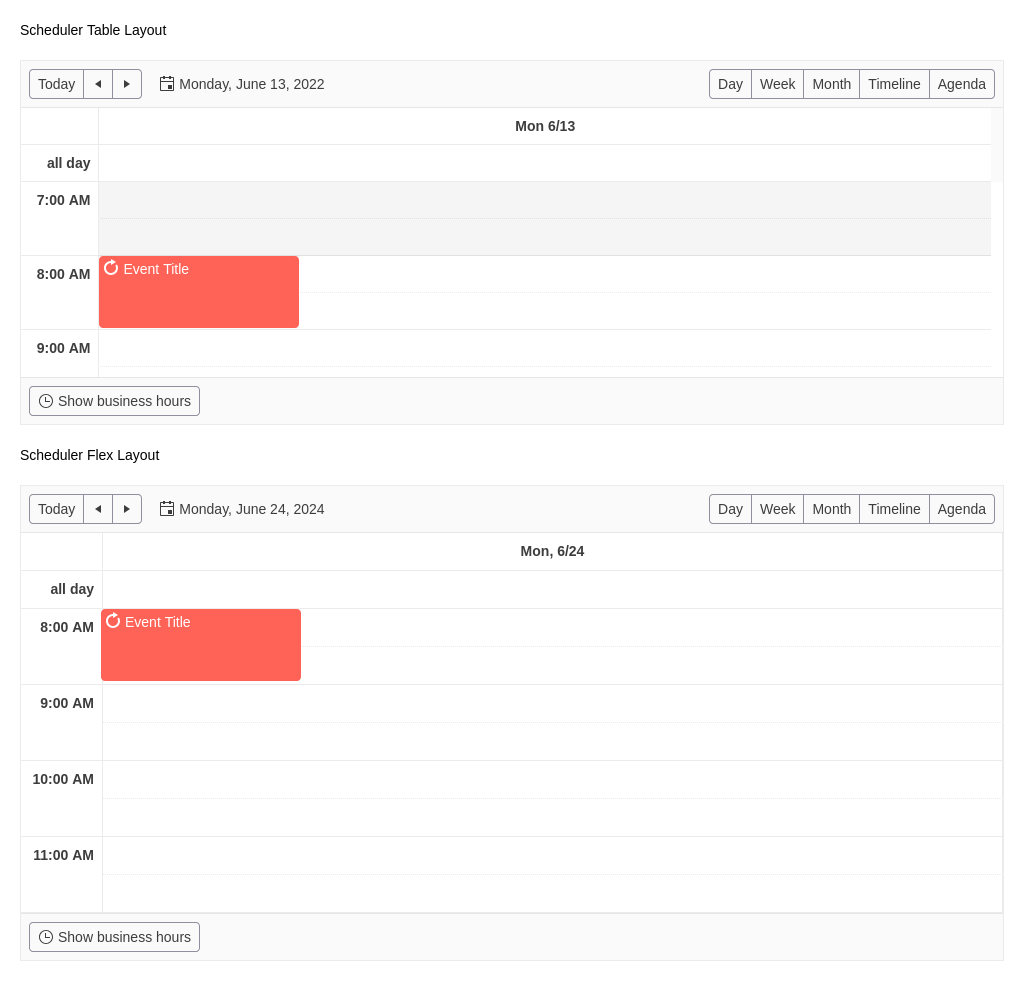 Scheduler Table Layout
Today Monday, June 13, 2022 Day Week Month Timeline Agenda
Mon 6/13
all day
7:00 AM
8:00 AM Event Title
9:00 AM
Show business hours
Scheduler Flex Layout
Today Monday, June 24, 2024 Day Week Month Timeline Agenda
Mon, 6/24
all day
8:00 AM Event Title
9:00 AM
10:00 AM
11:00 AM
Show business hours